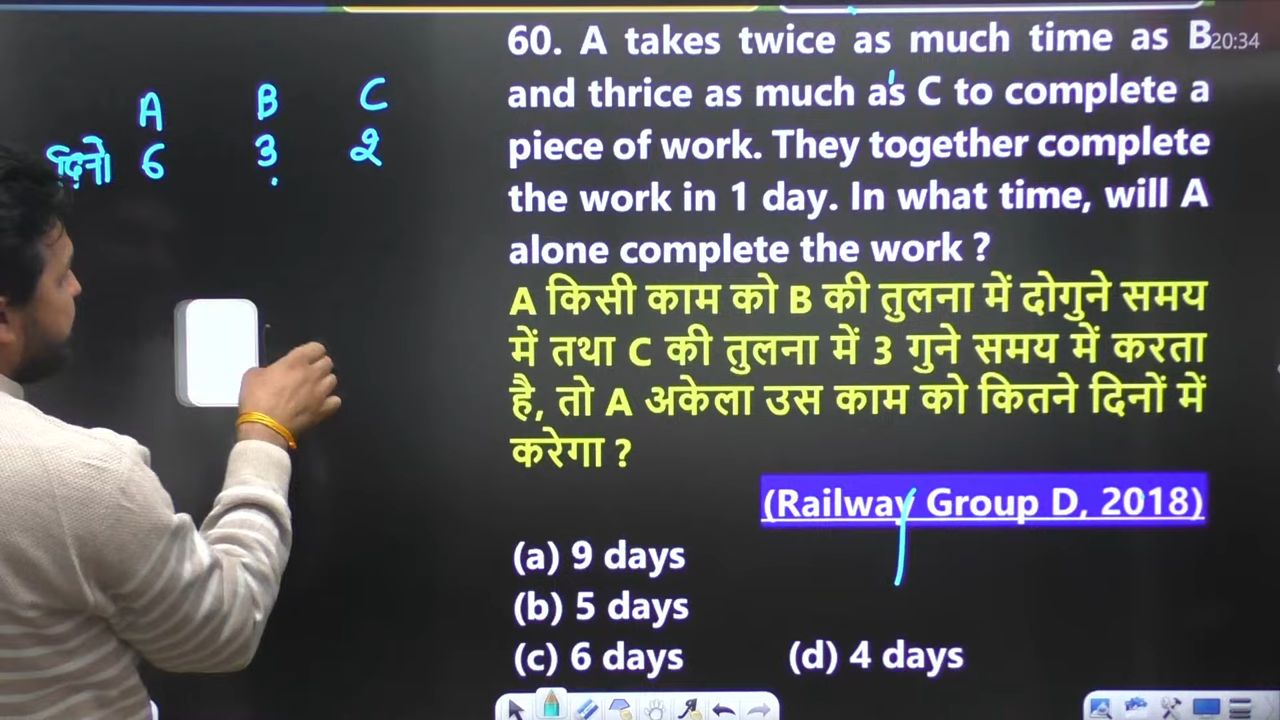 60. A takes twice as much time as B
20:34
and thrice as much as C to complete a
piece of work. They together complete
the work in 1 day. In what time, will A
alone complete the work ?
A किसी काम को B की तुलना में दोगुने समय
में तथा C की तुलना में 3 गुने समय में करता
है, तो A अकेला उस काम को कितने दिनों में
करेगा ?
(Railway Group D, 2018)
(a) 9 days
(b) 5 days
(c) 6 days (d) 4 days
A B C
6 3 2